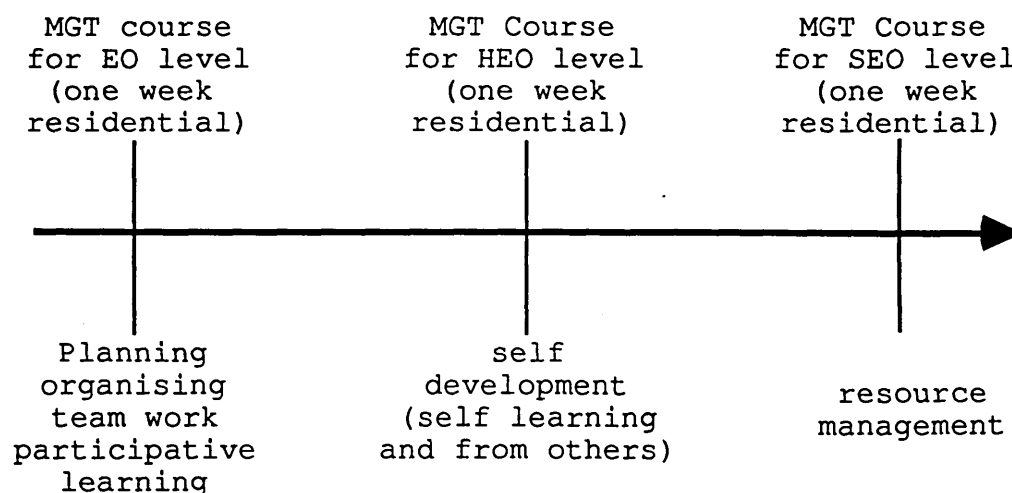 MGT course
for EO level
(one week
residential)
MGT Course
for HEO level
(one week
residential)
MGT Course
for SEO level
(one week
residential)
Planning
organising
team work
participative
learning
self
development
(self learning
and from others)
resource
management